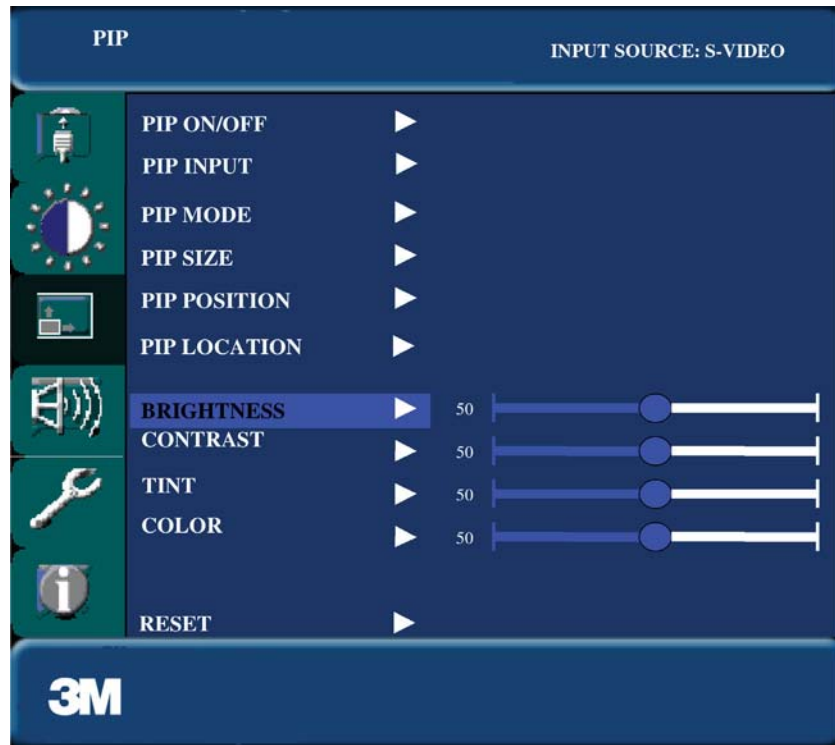 PIP
INPUT SOURCE: S-VIDEO
PIP ON/OFF
PIP INPUT
PIP MODE
PIP SIZE
PIP POSITION
PIP LOCATION
BRIGHTNESS 50
CONTRAST 50
TINT 50
COLOR 50
RESET
3M